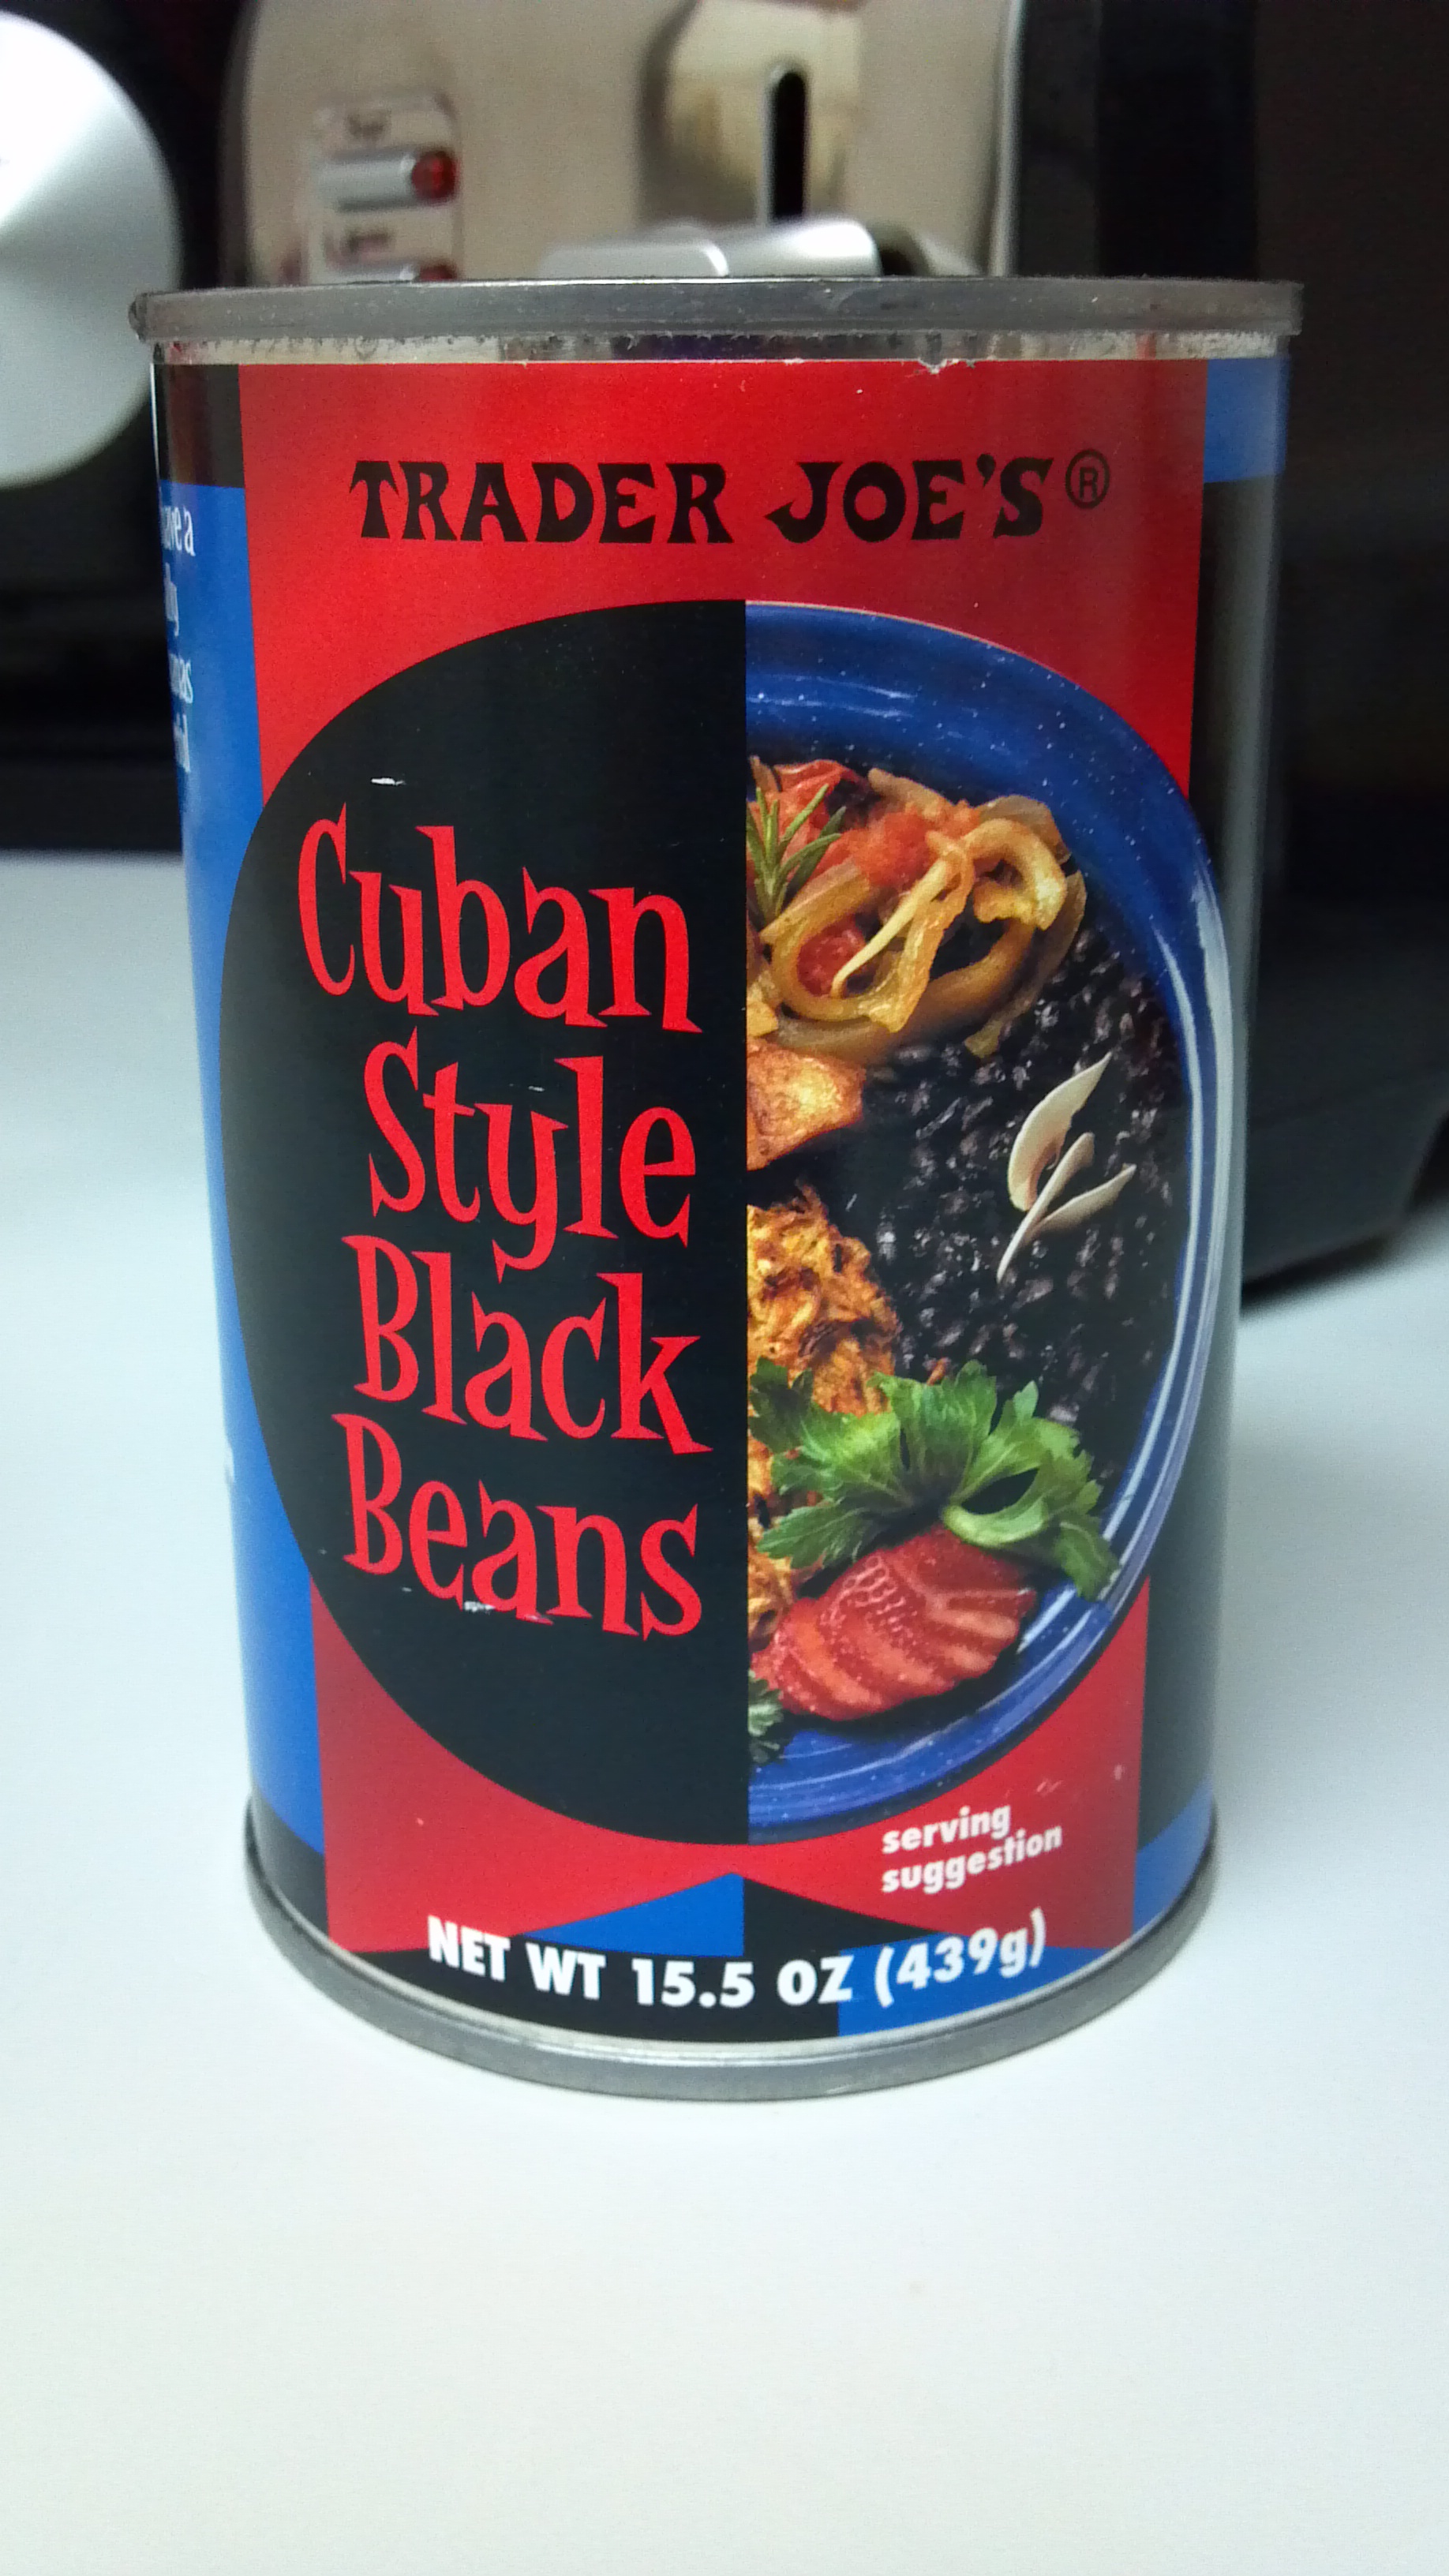 TRADER JOE'S®
Cuban
Style
Black
Beans
serving
suggestion
NET WT 15.5 OZ (439g)